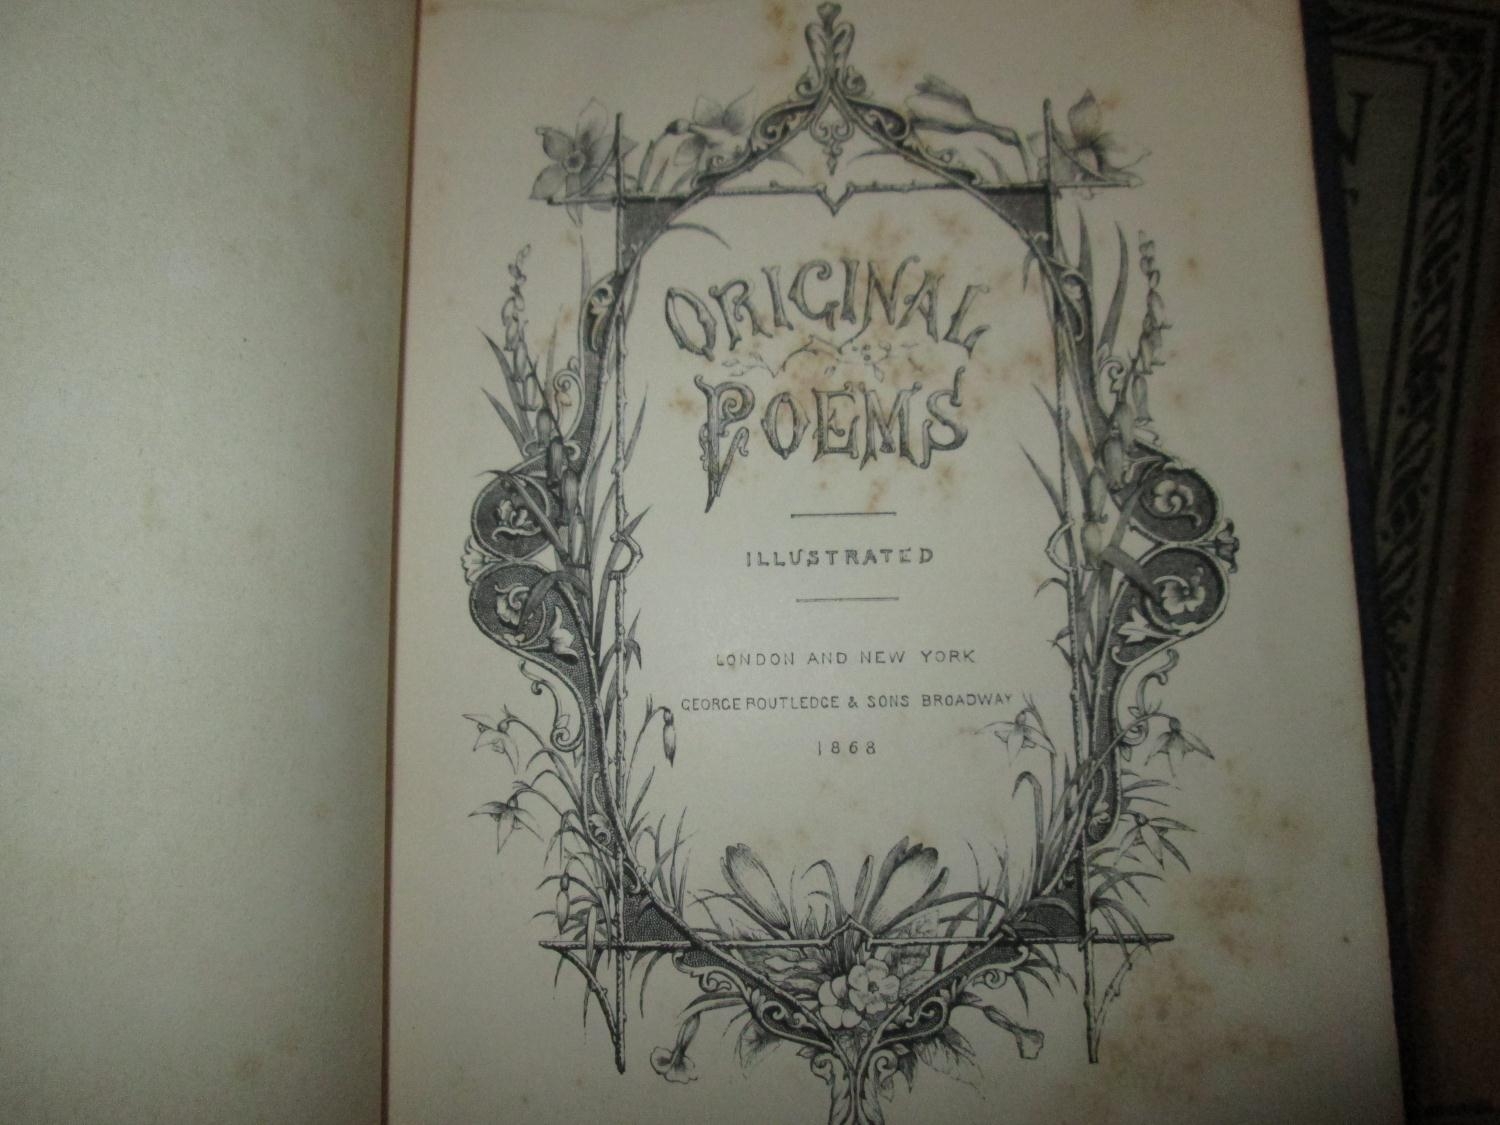 ORIGINAL
POEMS
ILLUSTRATED
LONDON AND NEW YORK
GEORGE ROUTLEDGE & SONS BROADWAY
1868